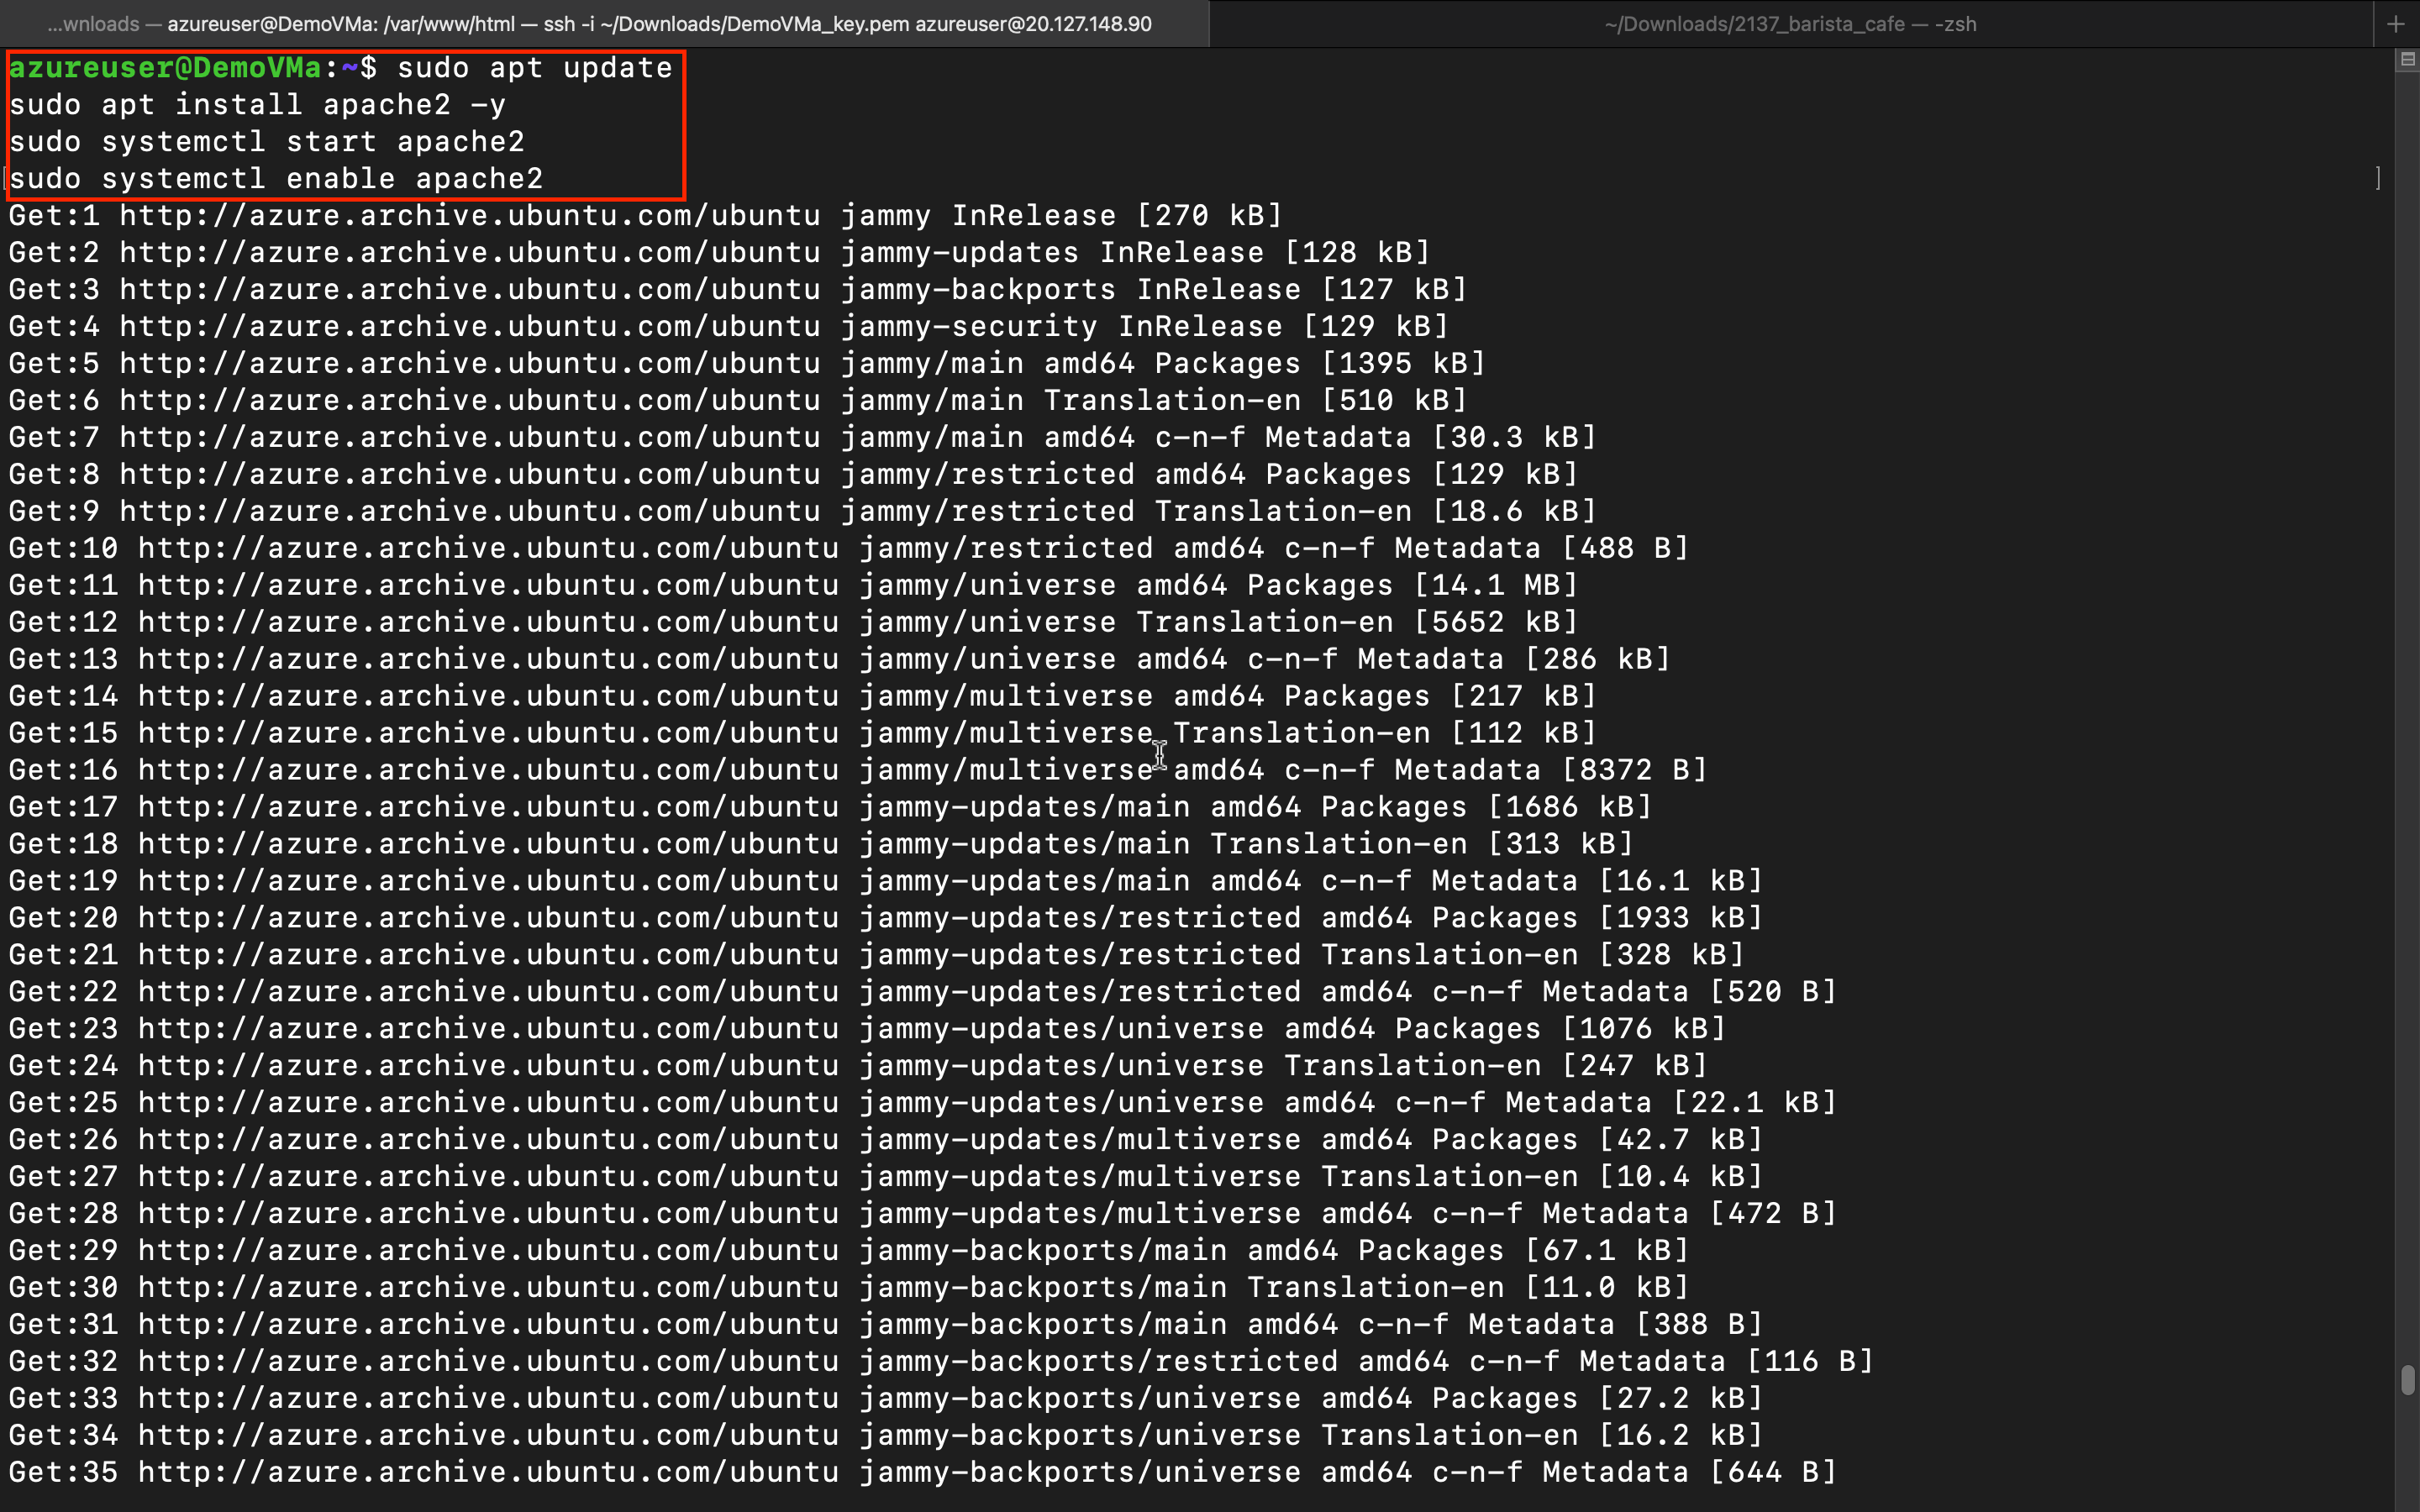 ...wnloads — azureuser@DemoVMa: /var/www/html — ssh -i ~/Downloads/DemoVMa_key.pem azureuser@20.127.148.90
~/Downloads/2137_barista_cafe — -zsh
azureuser@DemoVMa:~$ sudo apt update
sudo apt install apache2 -y
sudo systemctl start apache2
sudo systemctl enable apache2
Get:1 http://azure.archive.ubuntu.com/ubuntu jammy InRelease [270 kB]
Get:2 http://azure.archive.ubuntu.com/ubuntu jammy-updates InRelease [128 kB]
Get:3 http://azure.archive.ubuntu.com/ubuntu jammy-backports InRelease [127 kB]
Get:4 http://azure.archive.ubuntu.com/ubuntu jammy-security InRelease [129 kB]
Get:5 http://azure.archive.ubuntu.com/ubuntu jammy/main amd64 Packages [1395 kB]
Get:6 http://azure.archive.ubuntu.com/ubuntu jammy/main Translation-en [510 kB]
Get:7 http://azure.archive.ubuntu.com/ubuntu jammy/main amd64 c-n-f Metadata [30.3 kB]
Get:8 http://azure.archive.ubuntu.com/ubuntu jammy/restricted amd64 Packages [129 kB]
Get:9 http://azure.archive.ubuntu.com/ubuntu jammy/restricted Translation-en [18.6 kB]
Get:10 http://azure.archive.ubuntu.com/ubuntu jammy/restricted amd64 c-n-f Metadata [488 B]
Get:11 http://azure.archive.ubuntu.com/ubuntu jammy/universe amd64 Packages [14.1 MB]
Get:12 http://azure.archive.ubuntu.com/ubuntu jammy/universe Translation-en [5652 kB]
Get:13 http://azure.archive.ubuntu.com/ubuntu jammy/universe amd64 c-n-f Metadata [286 kB]
Get:14 http://azure.archive.ubuntu.com/ubuntu jammy/multiverse amd64 Packages [217 kB]
Get:15 http://azure.archive.ubuntu.com/ubuntu jammy/multiverse Translation-en [112 kB]
Get:16 http://azure.archive.ubuntu.com/ubuntu jammy/multiverse amd64 c-n-f Metadata [8372 B]
Get:17 http://azure.archive.ubuntu.com/ubuntu jammy-updates/main amd64 Packages [1686 kB]
Get:18 http://azure.archive.ubuntu.com/ubuntu jammy-updates/main Translation-en [313 kB]
Get:19 http://azure.archive.ubuntu.com/ubuntu jammy-updates/main amd64 c-n-f Metadata [16.1 kB]
Get:20 http://azure.archive.ubuntu.com/ubuntu jammy-updates/restricted amd64 Packages [1933 kB]
Get:21 http://azure.archive.ubuntu.com/ubuntu jammy-updates/restricted Translation-en [328 kB]
Get:22 http://azure.archive.ubuntu.com/ubuntu jammy-updates/restricted amd64 c-n-f Metadata [520 B]
Get:23 http://azure.archive.ubuntu.com/ubuntu jammy-updates/universe amd64 Packages [1076 kB]
Get:24 http://azure.archive.ubuntu.com/ubuntu jammy-updates/universe Translation-en [247 kB]
Get:25 http://azure.archive.ubuntu.com/ubuntu jammy-updates/universe amd64 c-n-f Metadata [22.1 kB]
Get:26 http://azure.archive.ubuntu.com/ubuntu jammy-updates/multiverse amd64 Packages [42.7 kB]
Get:27 http://azure.archive.ubuntu.com/ubuntu jammy-updates/multiverse Translation-en [10.4 kB]
Get:28 http://azure.archive.ubuntu.com/ubuntu jammy-updates/multiverse amd64 c-n-f Metadata [472 B]
Get:29 http://azure.archive.ubuntu.com/ubuntu jammy-backports/main amd64 Packages [67.1 kB]
Get:30 http://azure.archive.ubuntu.com/ubuntu jammy-backports/main Translation-en [11.0 kB]
Get:31 http://azure.archive.ubuntu.com/ubuntu jammy-backports/main amd64 c-n-f Metadata [388 B]
Get:32 http://azure.archive.ubuntu.com/ubuntu jammy-backports/restricted amd64 c-n-f Metadata [116 B]
Get:33 http://azure.archive.ubuntu.com/ubuntu jammy-backports/universe amd64 Packages [27.2 kB]
Get:34 http://azure.archive.ubuntu.com/ubuntu jammy-backports/universe Translation-en [16.2 kB]
Get:35 http://azure.archive.ubuntu.com/ubuntu jammy-backports/universe amd64 c-n-f Metadata [644 B]